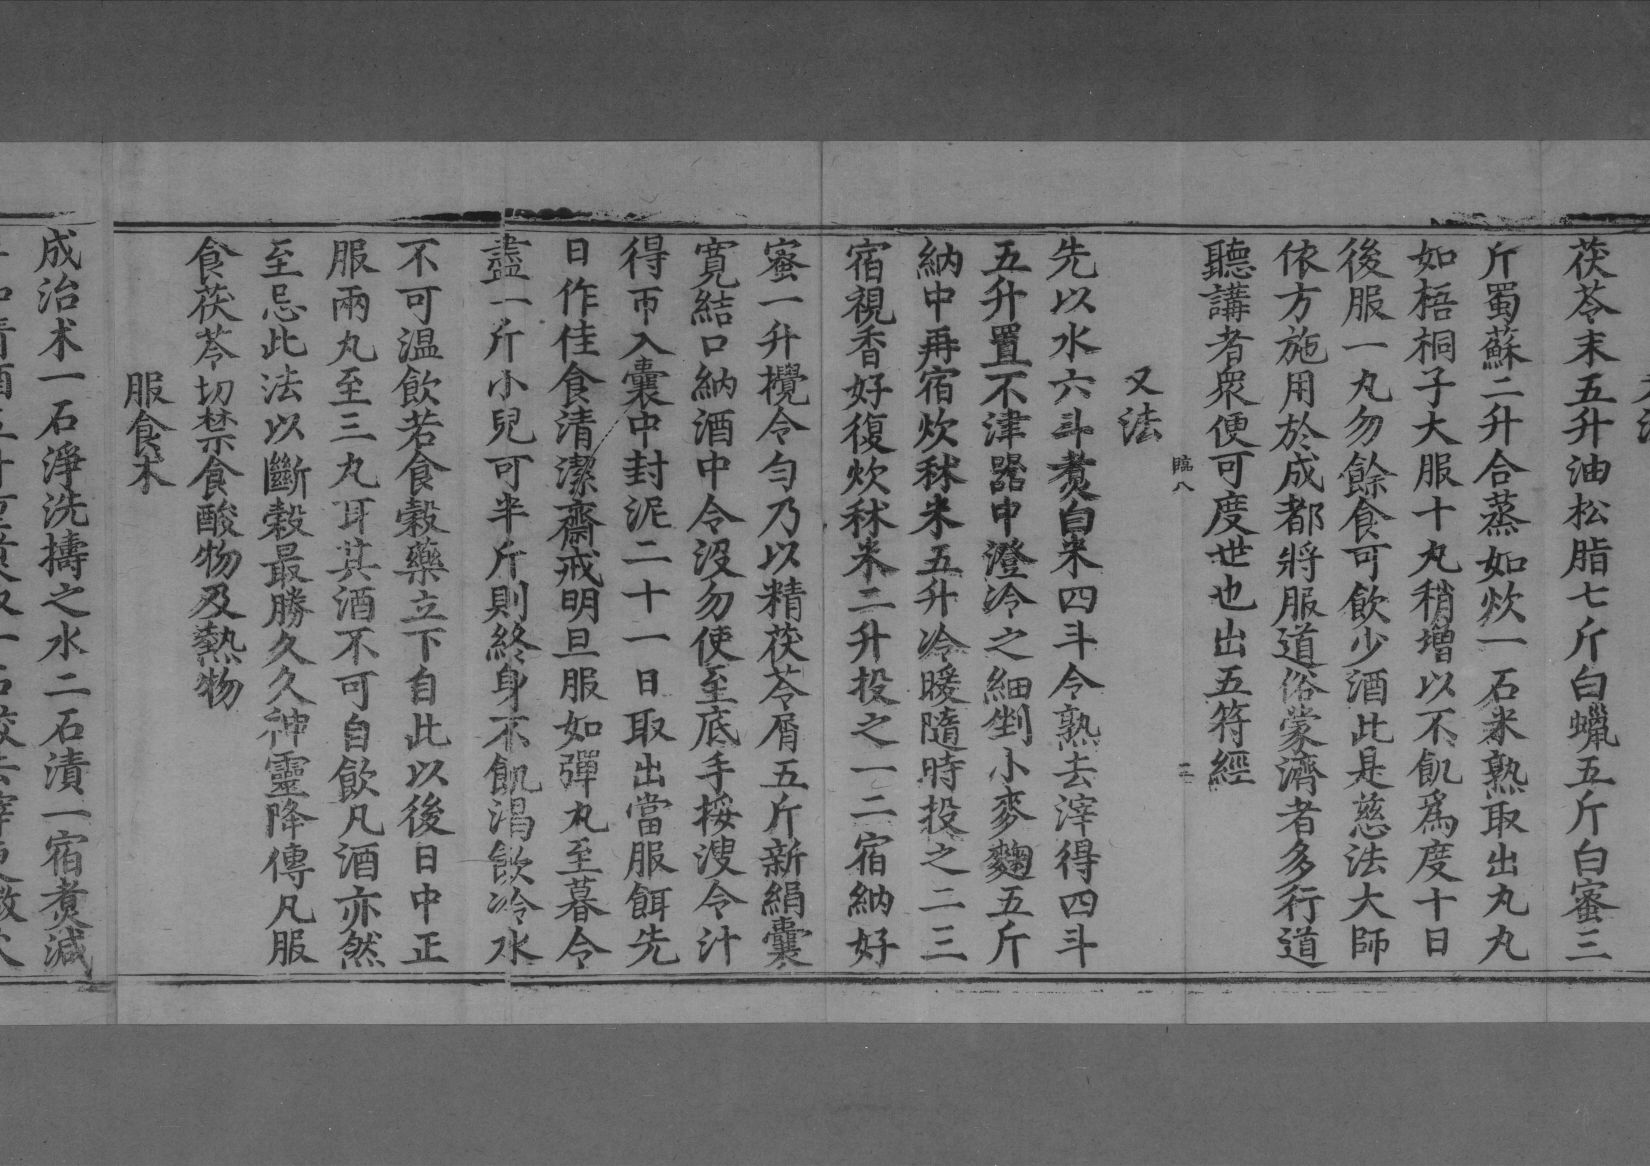 茯苓末五升油松脂七斤白蠟五斤白蜜三
斤蜀蘇二升合蒸如炊一石米熟取出丸丸
如梧桐子大服十丸稍增以不飢爲度十日
後服一丸勿餘食可飲少酒此是慈法大師
依方施用於成都將服道俗蒙濟者多行道
聽講者衆便可度世也出五符經
臨八
二
又法
先以水六斗煑白米四斗令熟去滓得四斗
五升置不津器中澄冷之細剉小麥麴五斤
納中再宿炊秫米五升冷暖隨時投之二三
宿視香好復炊秫米二升投之一二宿納好
蜜一升攪令勻乃以精茯苓屑五斤新絹囊
寬結口納酒中令沒勿使至底手挼溲令汁
得帀入囊中封泥二十一日取出當服餌先
日作佳食清潔齋戒明旦服如彈丸至暮令
盡一斤小兒可半斤則終身不飢渴飲冷水
不可温飲若食穀藥立下自此以後日中正
服兩丸至三丸耳其酒不可自飲凡酒亦然
至忌此法以斷穀最勝久久神靈降傳凡服
食茯苓切禁食酸物及熱物
服食术
成治术一石淨洗擣之水二石漬一宿煑減